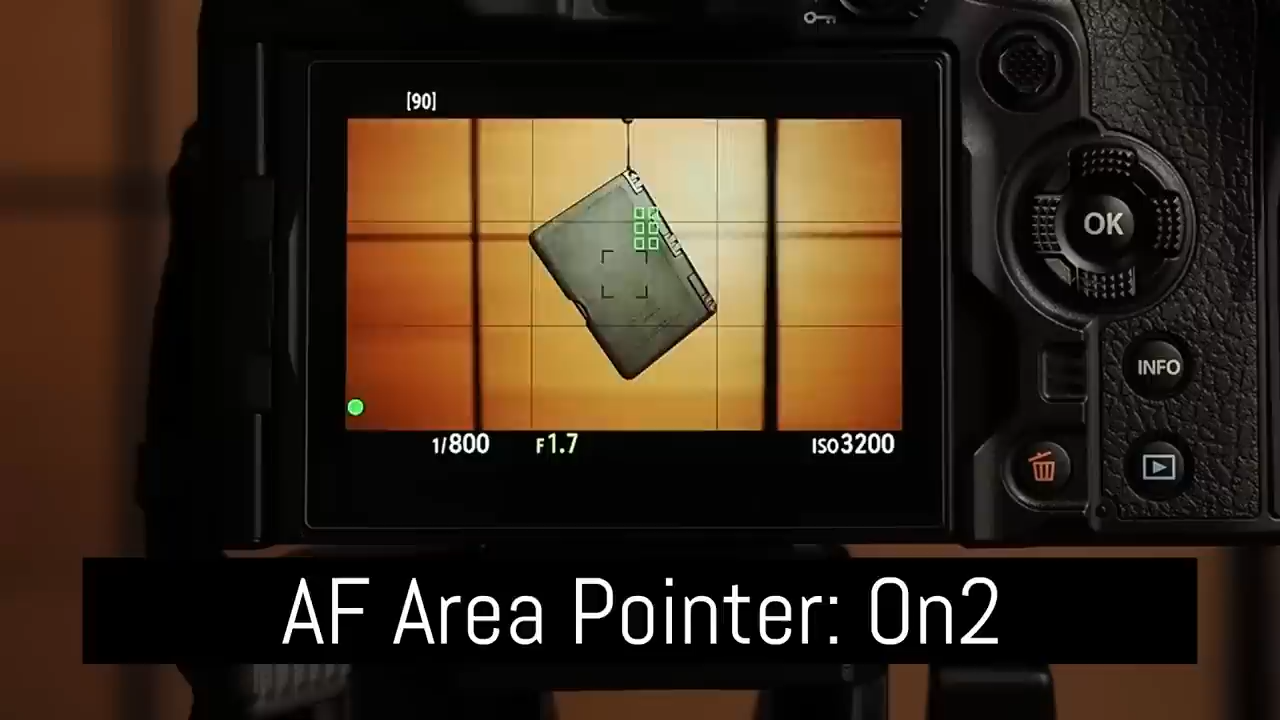 [90]
OK
INFO
1/800 F1.7 ISO3200
AF Area Pointer: On2